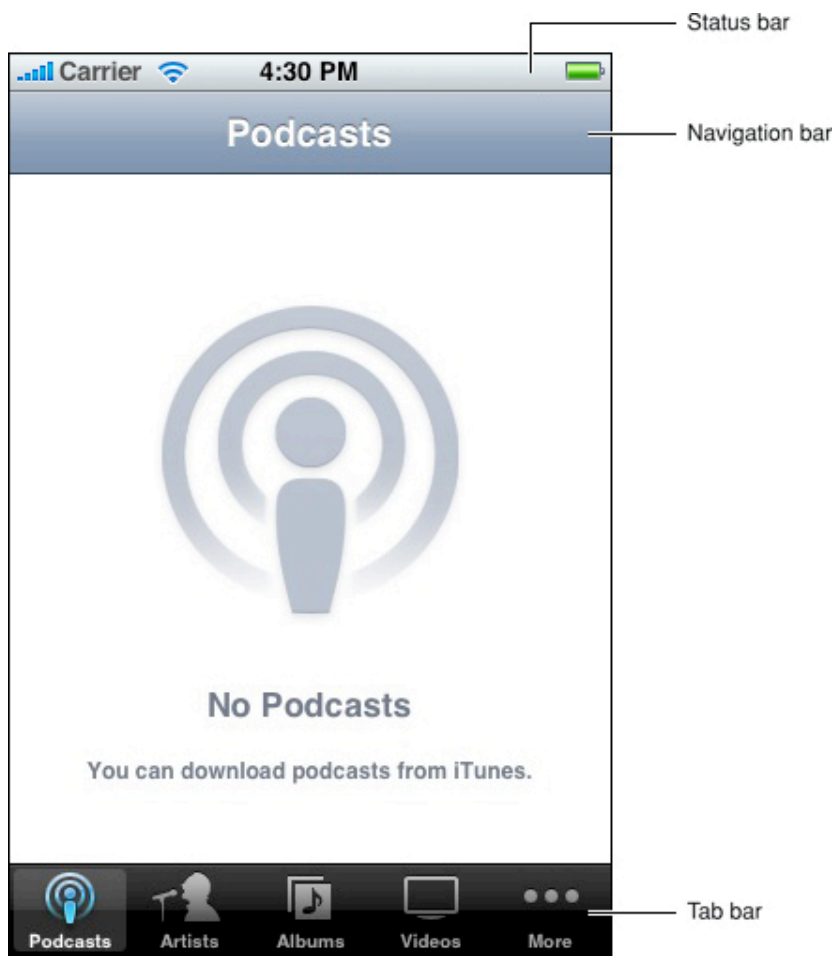 Status bar
Carrier 4:30 PM
Podcasts
Navigation bar
No Podcasts
You can download podcasts from iTunes.
Podcasts Artists Albums Videos More
Tab bar